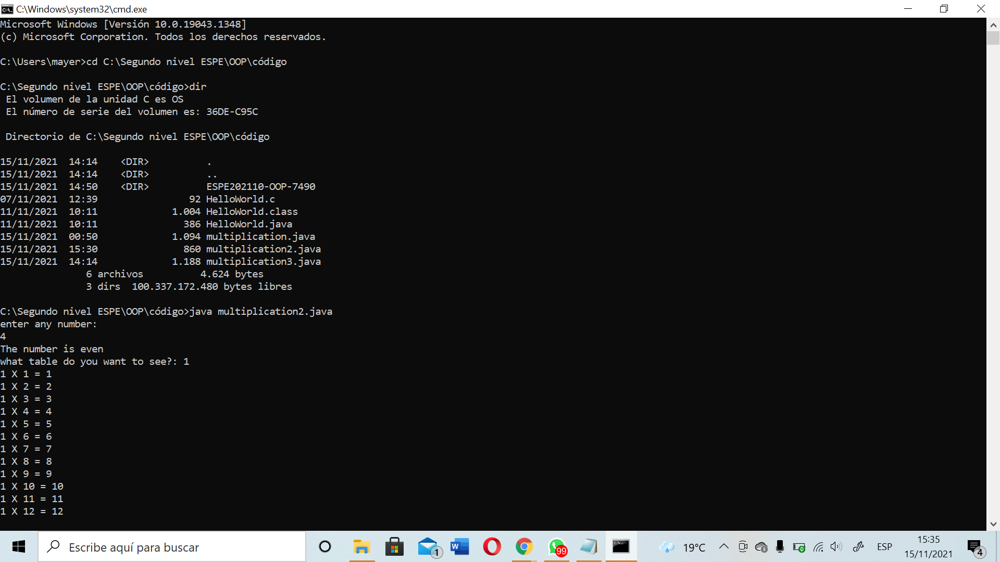 C:\Windows\system32\cmd.exe
Microsoft Windows [Versión 10.0.19043.1348]
(c) Microsoft Corporation. Todos los derechos reservados.
C:\Users\mayer>cd C:\Segundo nivel ESPE\OOP\código
C:\Segundo nivel ESPE\OOP\código>dir
El volumen de la unidad C es OS
El número de serie del volumen es: 36DE-C95C
Directorio de C:\Segundo nivel ESPE\OOP\código
15/11/2021  14:14    <DIR>          .
15/11/2021  14:14    <DIR>          ..
15/11/2021  14:50    <DIR>          ESPE202110-OOP-7490
07/11/2021  12:39                92 HelloWorld.c
11/11/2021  10:11             1.004 HelloWorld.class
11/11/2021  10:11               386 HelloWorld.java
15/11/2021  00:50             1.094 multiplication.java
15/11/2021  15:30               860 multiplication2.java
15/11/2021  14:14             1.188 multiplication3.java
6 archivos          4.624 bytes
3 dirs  100.337.172.480 bytes libres
C:\Segundo nivel ESPE\OOP\código>java multiplication2.java
enter any number:
4
The number is even
what table do you want to see?: 1
1 X 1 = 1
1 X 2 = 2
1 X 3 = 3
1 X 4 = 4
1 X 5 = 5
1 X 6 = 6
1 X 7 = 7
1 X 8 = 8
1 X 9 = 9
1 X 10 = 10
1 X 11 = 11
1 X 12 = 12
Escribe aquí para buscar
1
W
99
19°C
ESP
15:35
15/11/2021
4